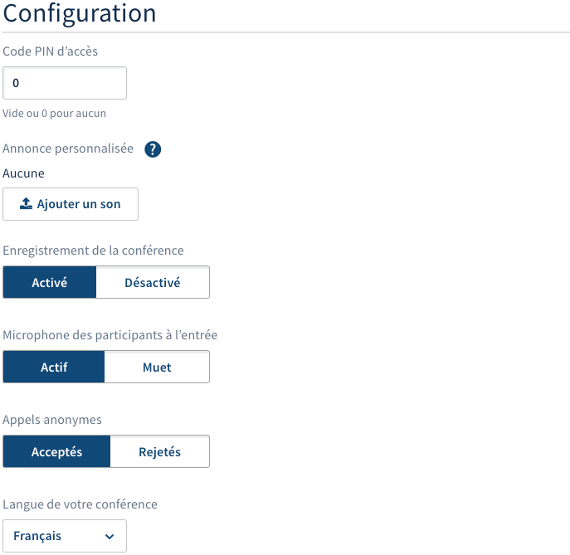 Configuration
Code PIN d’accès
0
Vide ou 0 pour aucun
Annonce personnalisée ?
Aucune
Ajouter un son
Enregistrement de la conférence
Activé Désactivé
Microphone des participants à l’entrée
Actif Muet
Appels anonymes
Acceptés Rejetés
Langue de votre conférence
Français